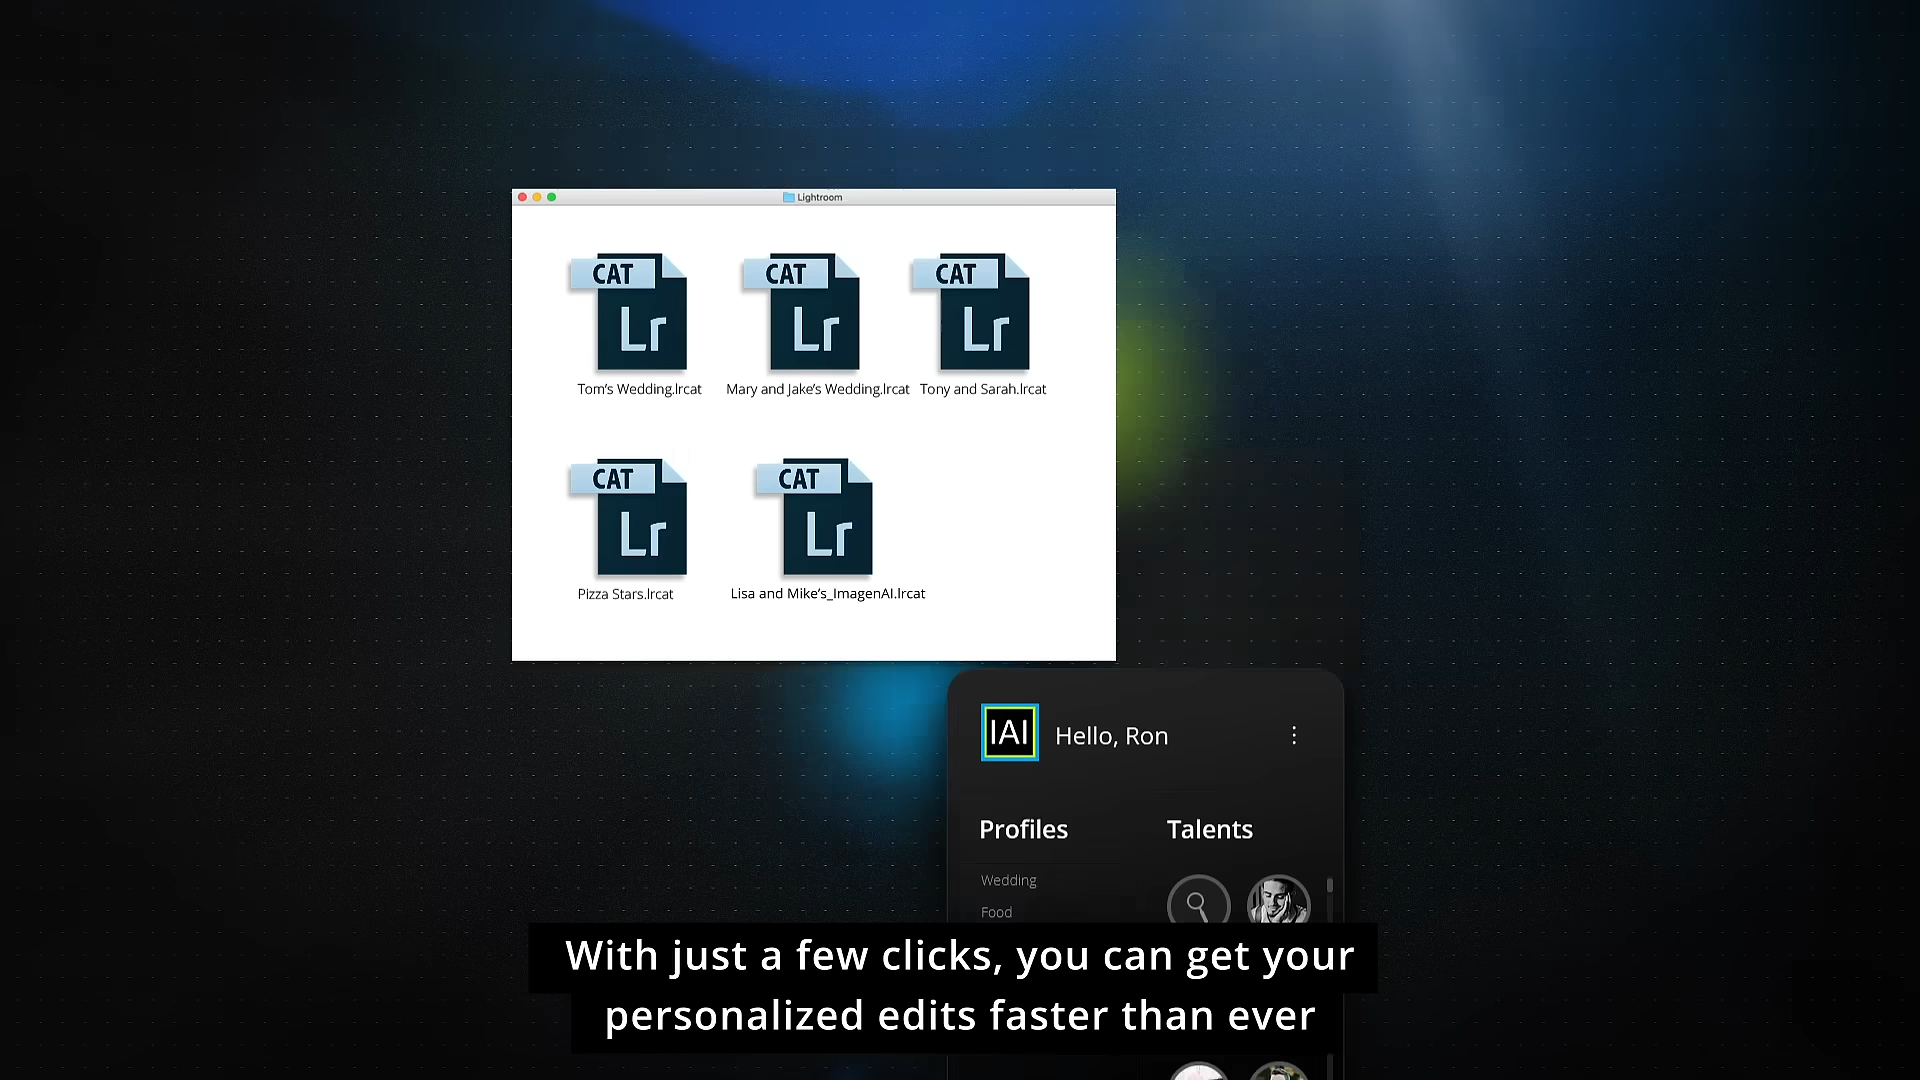 Lightroom
CAT CAT CAT
Lr Lr Lr
Tom's Wedding.lrcat Mary and Jake's Wedding.lrcat Tony and Sarah.lrcat
CAT CAT
Lr Lr
Pizza Stars.lrcat Lisa and Mike's_ImagenAI.lrcat
IAI Hello, Ron
Profiles Talents
Wedding
Food
With just a few clicks, you can get your
personalized edits faster than ever